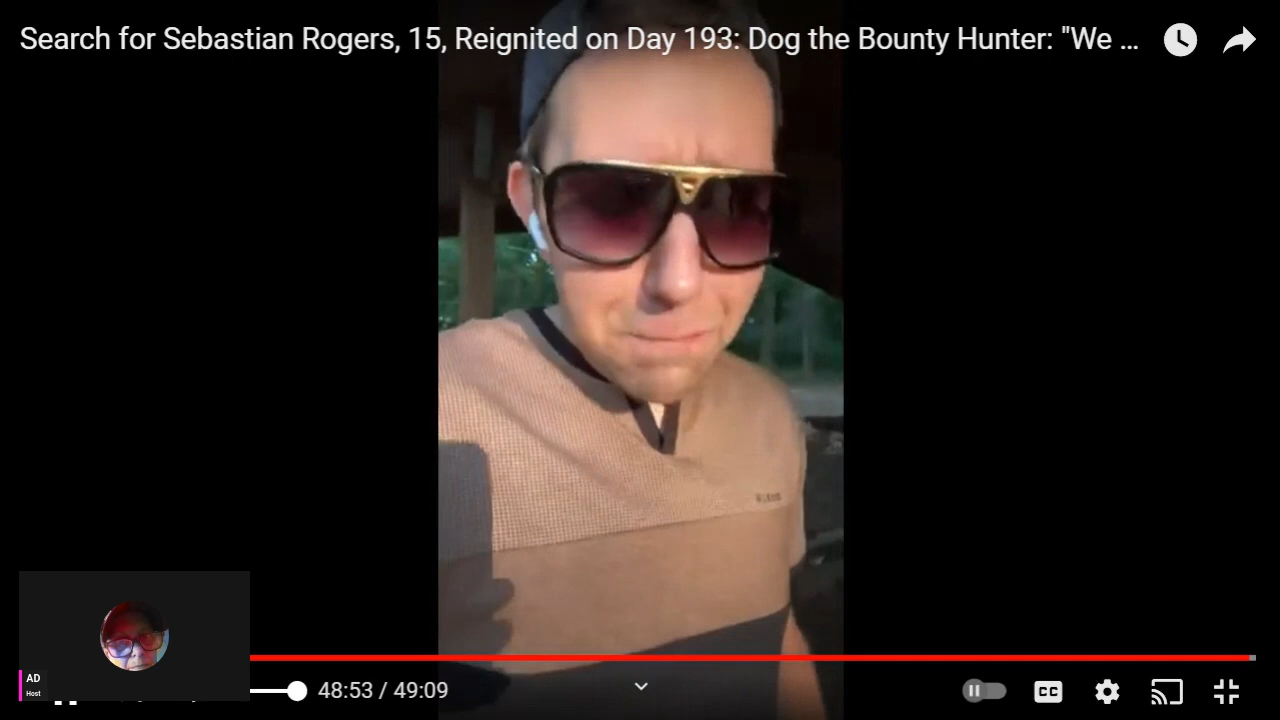 Search for Sebastian Rogers, 15, Reignited on Day 193: Dog the Bounty Hunter: "We ...
AD
Host
48:53 / 49:09
CC